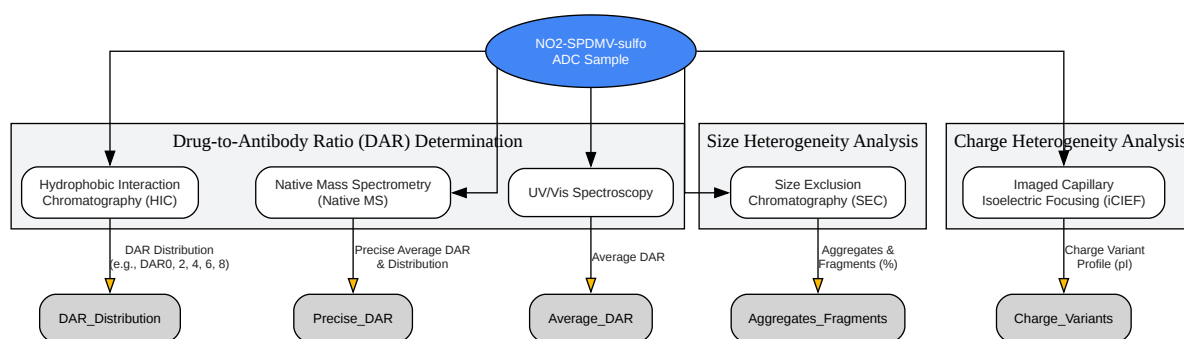 NO2-SPDMV-sulfo
ADC Sample
Drug-to-Antibody Ratio (DAR) Determination
Size Heterogeneity Analysis
Charge Heterogeneity Analysis
Hydrophobic Interaction
Chromatography (HIC)
Native Mass Spectrometry
(Native MS)
UV/Vis Spectroscopy
Size Exclusion
Chromatography (SEC)
Imaged Capillary
Isoelectric Focusing (iCIEF)
DAR Distribution
(e.g., DAR0, 2, 4, 6, 8)
Precise Average DAR
& Distribution
Average DAR
Aggregates &
Fragments (%)
Charge Variant
Profile (pI)
DAR_Distribution
Precise_DAR
Average_DAR
Aggregates_Fragments
Charge_Variants